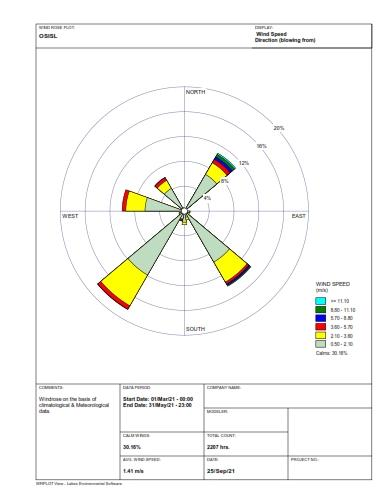 WIND ROSE PLOT:
OSISL
DISPLAY:
Wind Speed
Direction (blowing from)
NORTH
20%
16%
12%
8%
4%
WEST
EAST
SOUTH
WIND SPEED
(m/s)
>= 11.10
8.80 - 11.10
5.70 - 8.80
3.60 - 5.70
2.10 - 3.60
0.50 - 2.10
Calms: 30.16%
COMMENTS:
Windrose on the basis of
climatological & Meteorological
data.
DATA PERIOD:
Start Date: 01/Mar/21 - 00:00
End Date: 31/May/21 - 23:00
COMPANY NAME:
MODELER:
CALM WINDS:
30.16%
TOTAL COUNT:
2207 hrs.
AVG. WIND SPEED:
1.41 m/s
DATE:
25/Sep/21
PROJECT NO.:
WRPLOT View - Lakes Environmental Software